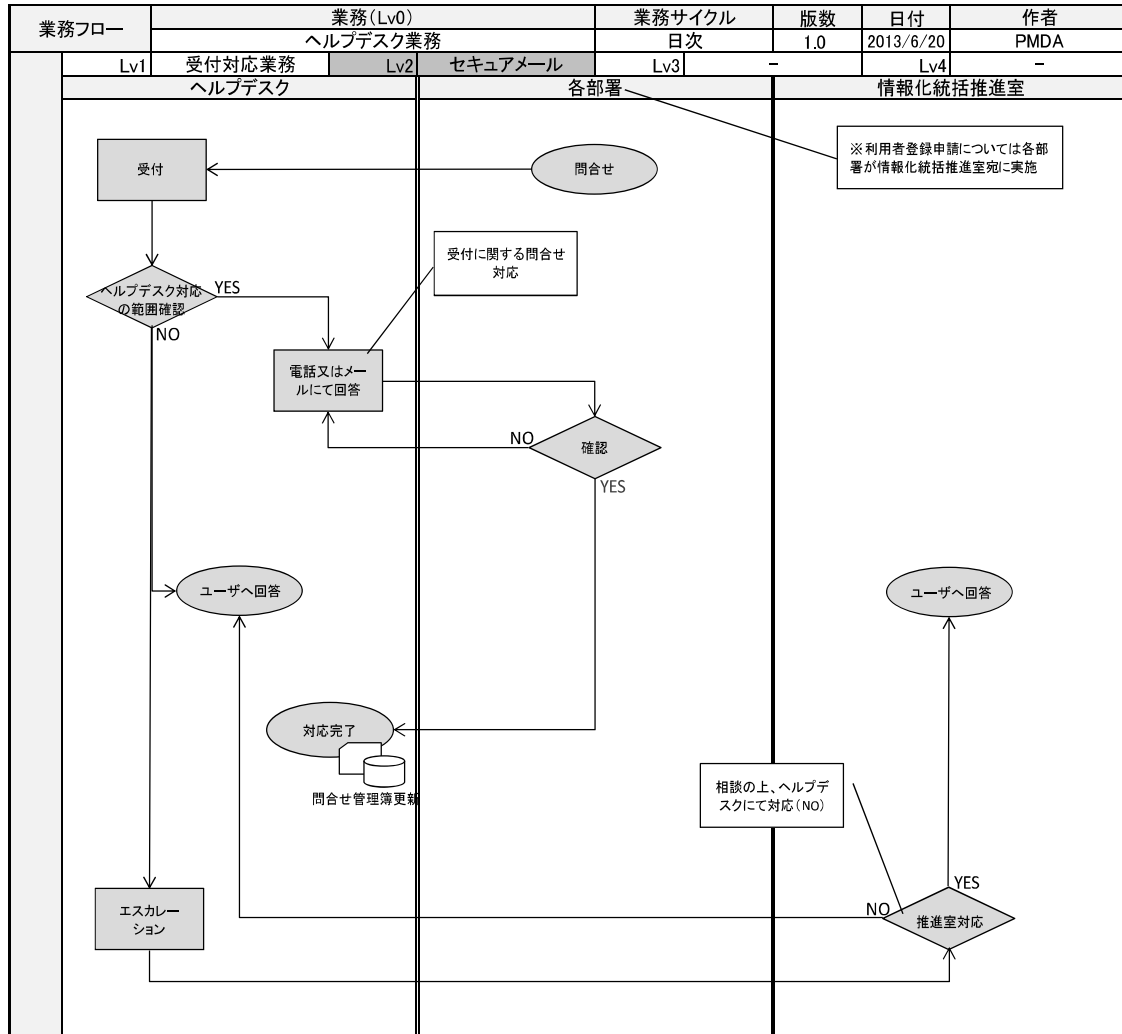 業務フロー
業務(Lv0)
業務サイクル
版数
日付
作者
ヘルプデスク業務
日次
1.0
2013/6/20
PMDA
Lv1
受付対応業務
Lv2
セキュアメール
Lv3
-
Lv4
-
ヘルプデスク
各部署
情報化統括推進室
※利用者登録申請については各部
署が情報化統括推進室宛に実施
受付
問合せ
受付に関する問合せ
対応
ヘルプデスク対応
の範囲確認
YES
NO
電話又はメー
ルにて回答
NO
確認
YES
ユーザへ回答
ユーザへ回答
対応完了
問合せ管理簿更新
相談の上、ヘルプデ
スクにて対応(NO)
エスカレー
ション
NO
YES
推進室対応